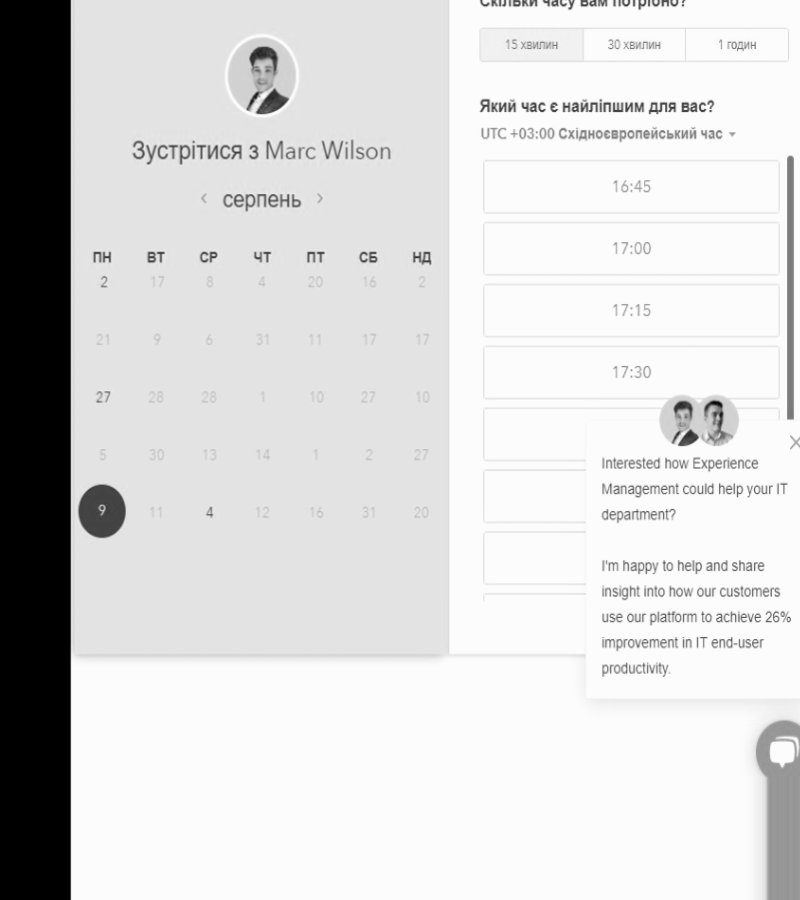 Зустрітися з Marc Wilson
серпень
ПН ВТ СР ЧТ ПТ СБ НД
2 17 8 4 20 16 2
21 9 6 31 11 17 17
27 28 28 1 10 27 10
5 30 13 14 1 2 27
9 11 4 12 16 31 20
Скільки часу вам потрібно?
15 хвилин 30 хвилин 1 годин
Який час є найліпшим для вас?
UTC +03:00 Східноєвропейський час
16:45
17:00
17:15
17:30
Interested how Experience
Management could help your IT
department?
I'm happy to help and share
insight into how our customers
use our platform to achieve 26%
improvement in IT end-user
productivity.